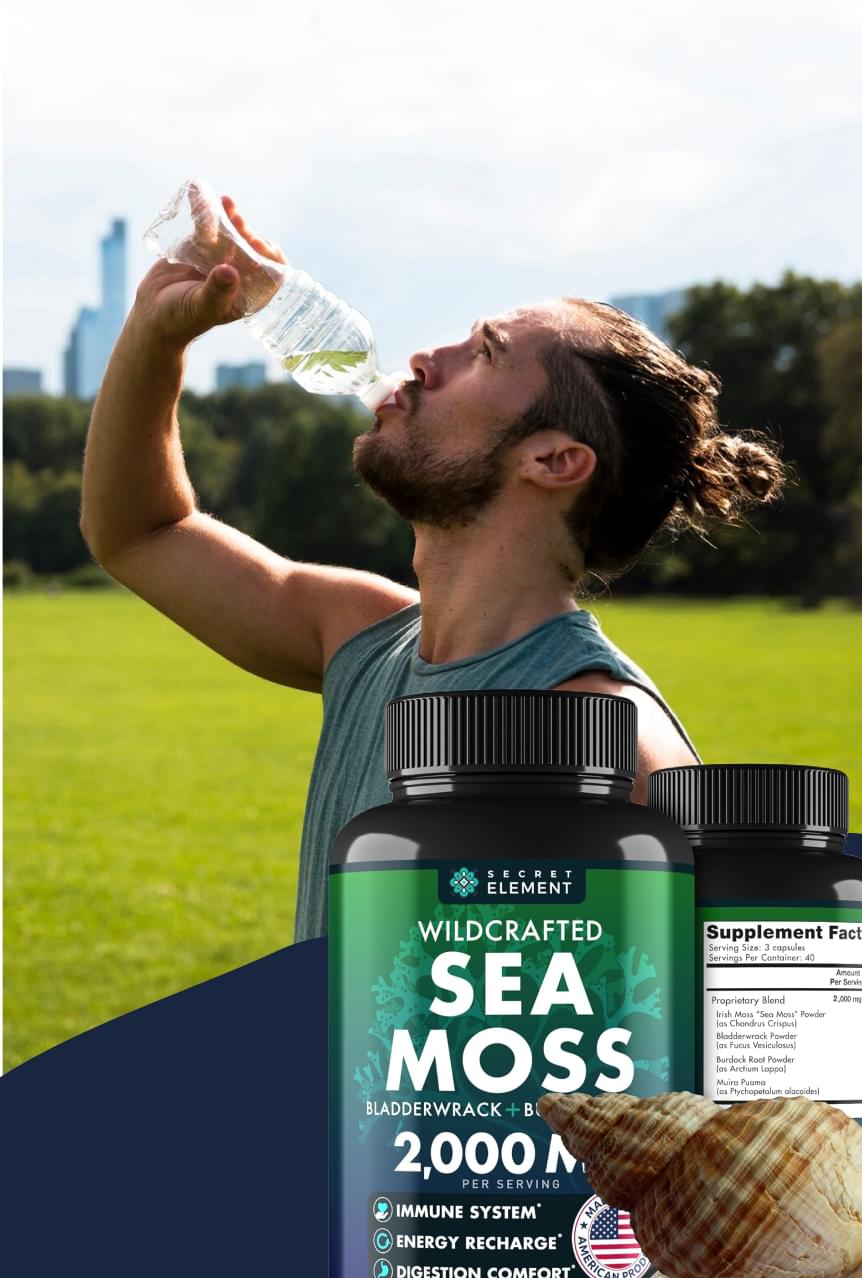 SECRET
ELEMENT
WILDCRAFTED
SEA
MOSS
BLADDERWRACK +
2,000
PER SERVING
IMMUNE SYSTEM*
ENERGY RECHARGE*
DIGESTION COMFORT*
AMERICAN
Supplement
Serving Size: 3 capsules
Servings Per Container: 40
Amount
Per
Proprietary Blend 2,000 mg
Irish Moss "Sea Moss" Powder
(as Chondrus Crispus)
Bladderwrack Powder
(as Fucus Vesiculosus)
Burdock Root Powder
(as Arctium Lappa)
Muira Puama
(as Ptychopetalum olacoides)